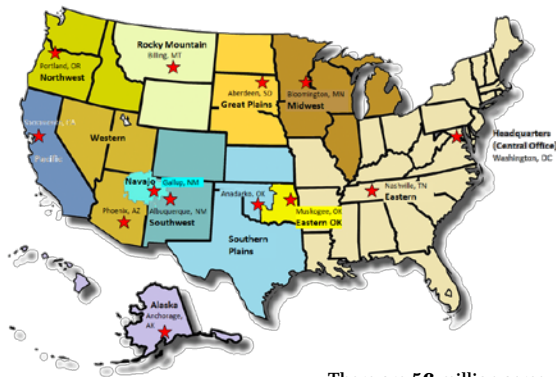 Rocky Mountain
Billing, MT
Portland, OR
Northwest
Aberdeen, SD
Great Plains
Bloomington, MN
Midwest
Sacramento, CA
Pacific
Western
Headquarters
(Central Office)
Washington, DC
Navajo
Gallup, NM
Anadarko, OK
Nashville, TN
Eastern
Phoenix, AZ
Albuquerque, NM
Southwest
Muskogee, OK
Eastern OK
Southern
Plains
Alaska
Anchorage,
AK